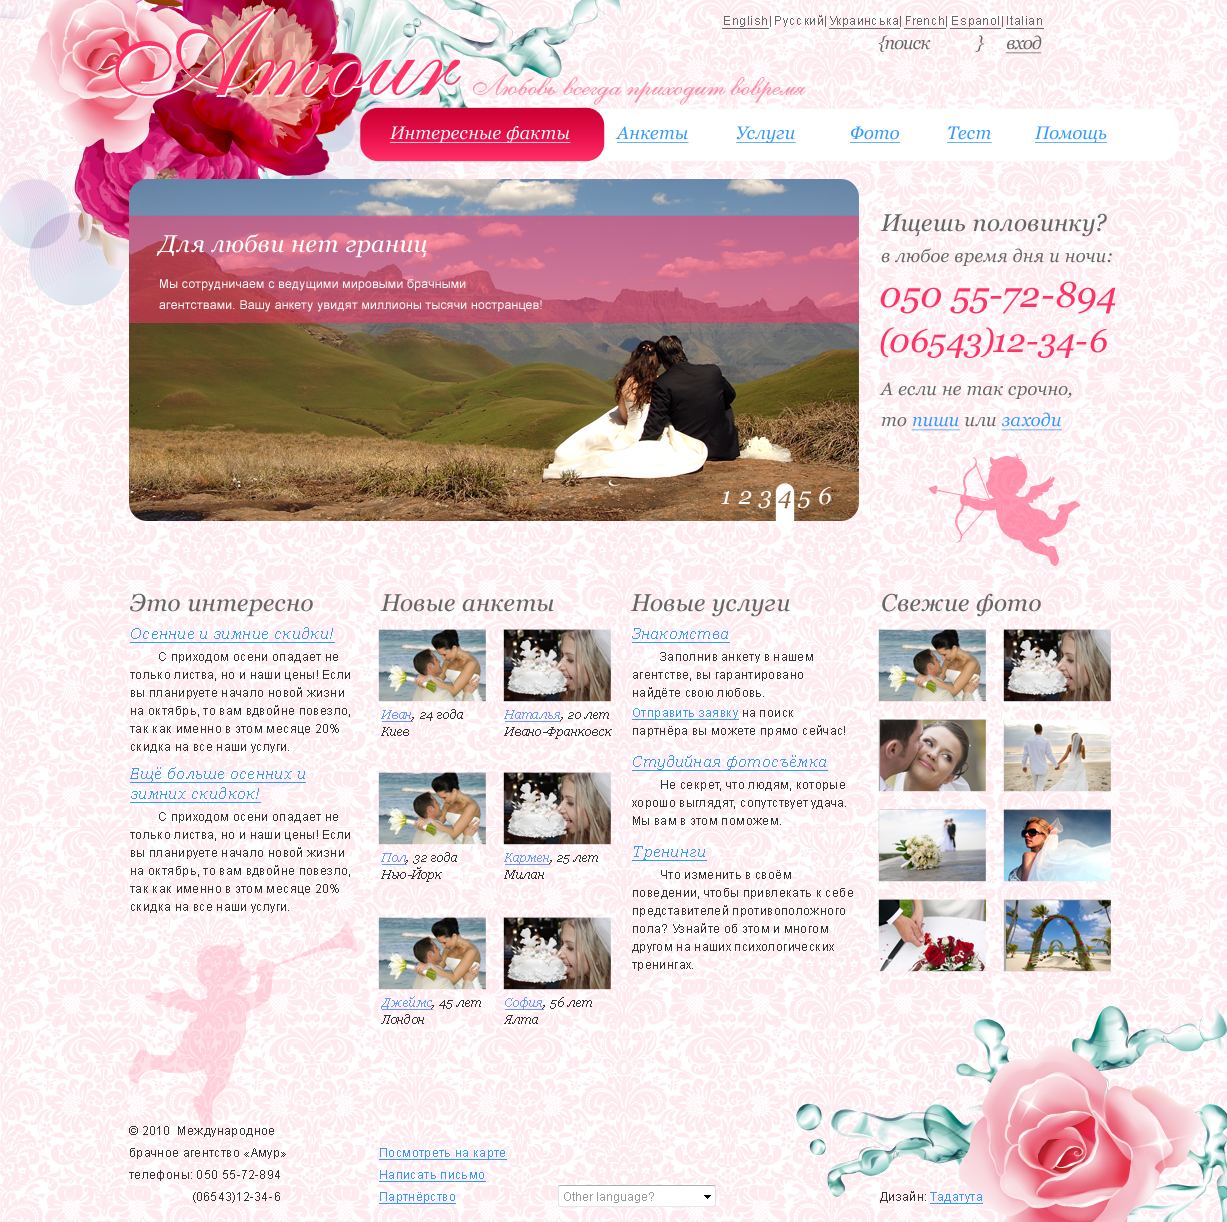 English| Русский| Украинська| French| Espanol| Italian
{поиск } вход
Amour Любовь всегда приходит вовремя
Интересные факты Анкеты Услуги Фото Тест Помощь
Для любви нет границ
Мы сотрудничаем с ведущими мировыми брачными
агентствами. Вашу анкету увидят миллионы тысячи ностранцев!
1 2 3 4 5 6
Ищешь половинку?
в любое время дня и ночи:
050 55-72-894
(06543)12-34-6
А если не так срочно,
то пиши или заходи
Это интересно
Осенние и зимние скидки!
С приходом осени опадает не
только листва, но и наши цены! Если
вы планируете начало новой жизни
на октябрь, то вам вдвойне повезло,
так как именно в этом месяце 20%
скидка на все наши услуги.
Ещё больше осенних и
зимних скидкок!
С приходом осени опадает не
только листва, но и наши цены! Если
вы планируете начало новой жизни
на октябрь, то вам вдвойне повезло,
так как именно в этом месяце 20%
скидка на все наши услуги.
Новые анкеты
Иван, 24 года
Киев
Наталья, 20 лет
Ивано-Франковск
Пол, 32 года
Нью-Йорк
Кармен, 25 лет
Милан
Джеймс, 45 лет
Лондон
София, 56 лет
Ялта
Новые услуги
Знакомства
Заполнив анкету в нашем
агентстве, вы гарантировано
найдёте свою любовь.
Отправить заявку на поиск
партнёра вы можете прямо сейчас!
Студийная фотосъёмка
Не секрет, что людям, которые
хорошо выглядят, сопутствует удача.
Мы вам в этом поможем.
Тренинги
Что изменить в своём
поведении, чтобы привлекать к себе
представителей противоположного
пола? Узнайте об этом и многом
другом на наших психологических
тренингах.
Свежие фото
© 2010 Международное
брачное агентство «Амур»
телефоны: 050 55-72-894
(06543)12-34-6
Посмотреть на карте
Написать письмо
Партнёрство
Other language?
Дизайн: Тадатута